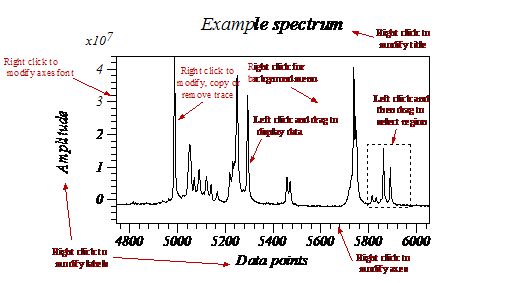 Example spectrum
Right click to
modify title
x10⁷
Right click to
modify axes font
Right click to
modify, copy or
remove trace
Right click for
background menu
4
3
2
1
0
Amplitude
Left click and drag to
display data
Left click and
then drag to
select region
4800 5000 5200 5400 5600 5800 6000
Data points
Right click to
modify labels
Right click to
modify axes